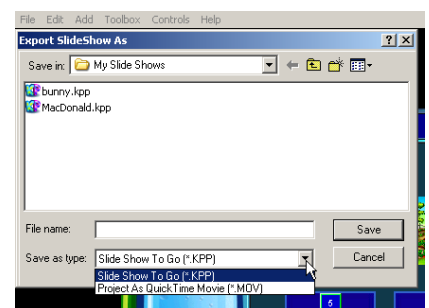 File Edit Add Toolbox Controls Help
Export SlideShow As
Save in: My Slide Shows
bunny.kpp
MacDonald.kpp
File name: Save
Save as type: Slide Show To Go (*.KPP) Cancel
Slide Show To Go (*.KPP)
Project As QuickTime Movie (*.MOV)
5